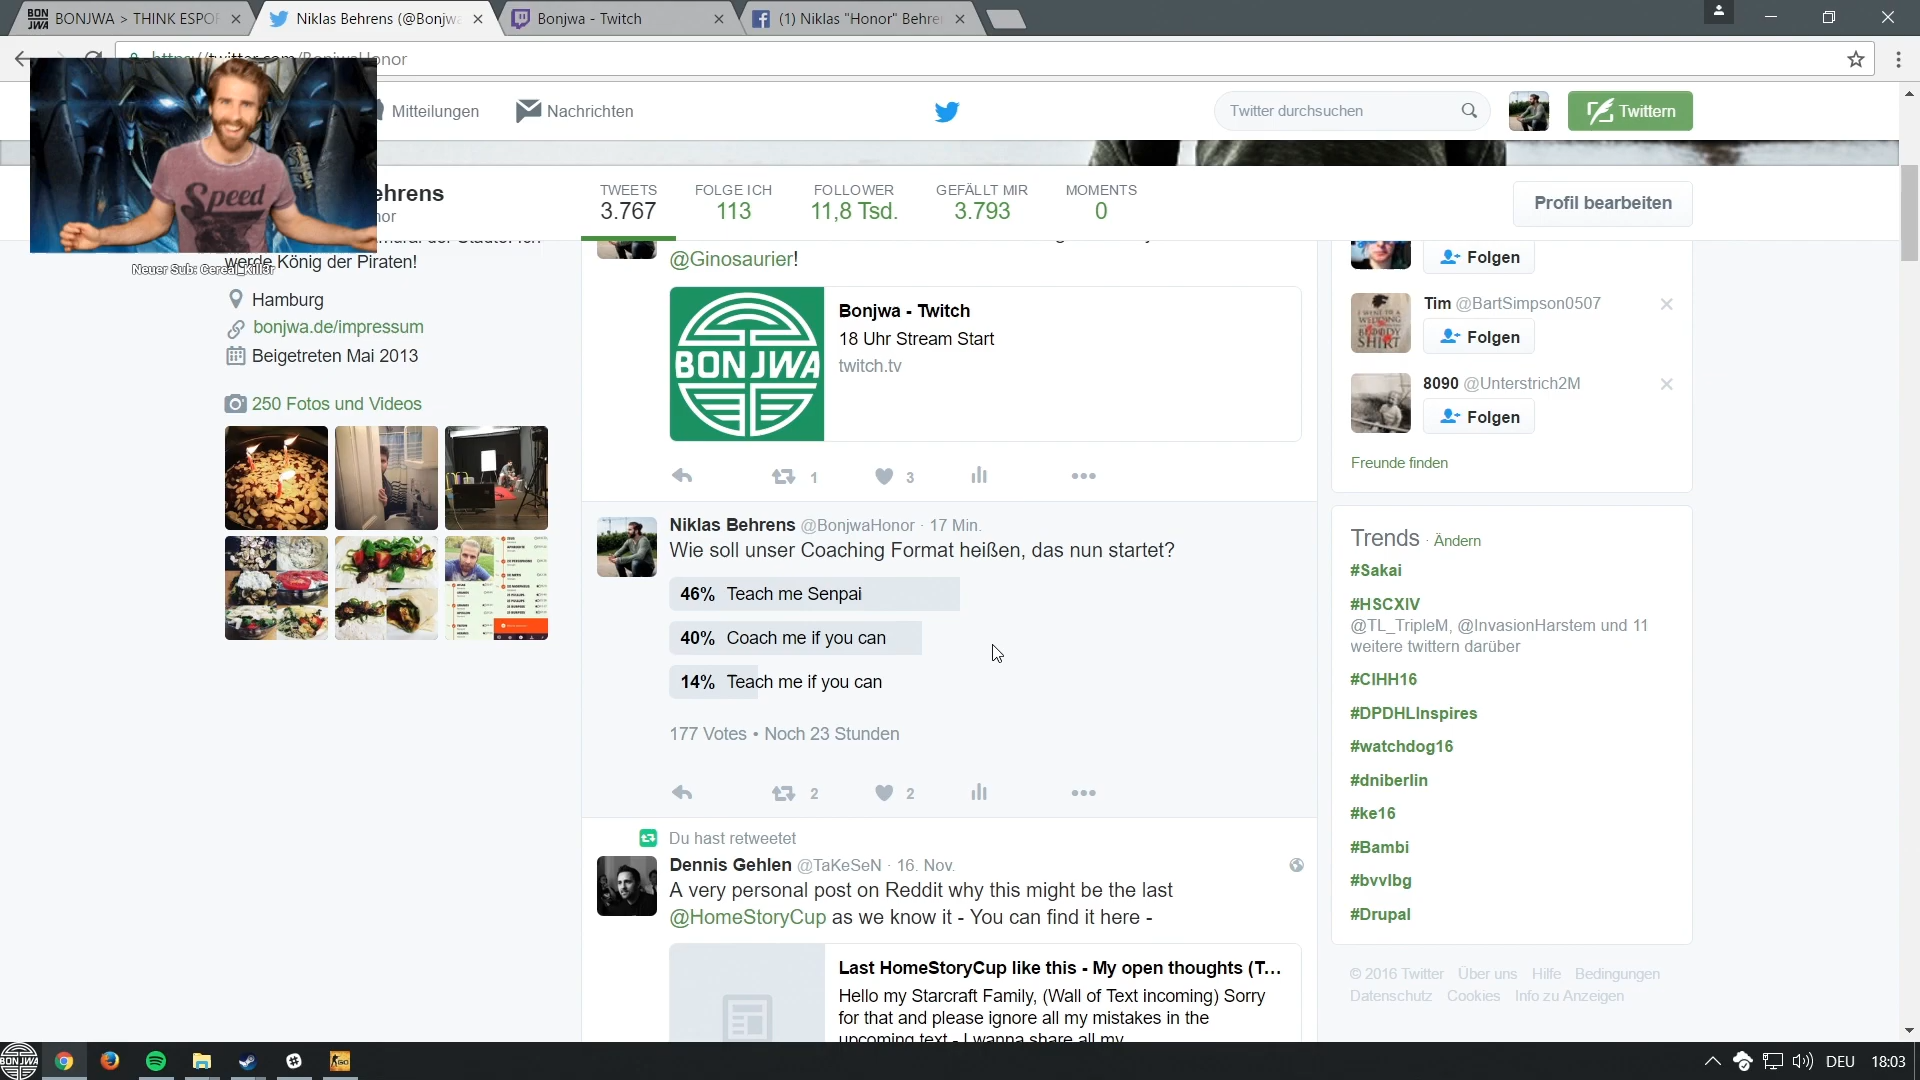 BONJWA > THINK ESPO
Niklas Behrens (@Bonjwa
Bonjwa - Twitch
(1) Niklas "Honor" Behre
Mitteilungen
Nachrichten
Twitter durchsuchen
Twittern
Speed
ehrens
nor
TWEETS
3.767
FOLGE ICH
113
FOLLOWER
11,8 Tsd.
GEFÄLLT MIR
3.793
MOMENTS
0
Profil bearbeiten
werde König der Piraten!
Neuer Sub: Cereal_Kill3r
Hamburg
bonjwa.de/impressum
Beigetreten Mai 2013
250 Fotos und Videos
@Ginosaurier!
BONJWA
Bonjwa - Twitch
18 Uhr Stream Start
twitch.tv
1
3
Niklas Behrens @BonjwaHonor · 17 Min.
Wie soll unser Coaching Format heißen, das nun startet?
46% Teach me Senpai
40% Coach me if you can
14% Teach me if you can
177 Votes • Noch 23 Stunden
2
2
Du hast retweetet
Dennis Gehlen @TaKeSeN · 16. Nov.
A very personal post on Reddit why this might be the last
@HomeStoryCup as we know it - You can find it here -
Last HomeStoryCup like this - My open thoughts (T...
Hello my Starcraft Family, (Wall of Text incoming) Sorry
for that and please ignore all my mistakes in the
upcoming text - I wanna share all my
Folgen
Tim @BartSimpson0507
Folgen
8090 @Unterstrich2M
Folgen
Freunde finden
Trends · Ändern
#Sakai
#HSCXIV
@TL_TripleM, @InvasionHarstem und 11
weitere twittern darüber
#CIHH16
#DPDHLInspires
#watchdog16
#dniberlin
#ke16
#Bambi
#bvvlbg
#Drupal
© 2016 Twitter Über uns Hilfe Bedingungen
Datenschutz Cookies Info zu Anzeigen
BONJWA
DEU
18:03